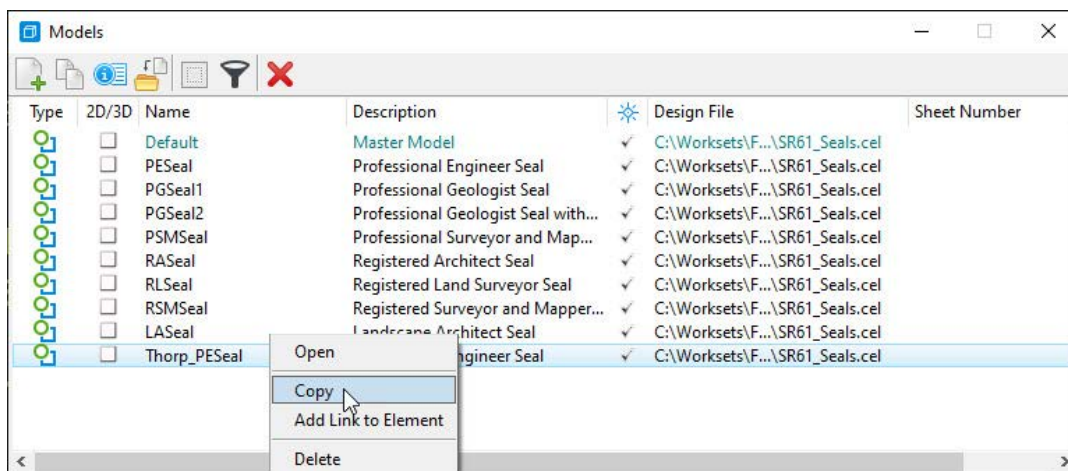 Models
Type 2D/3D Name Description Design File Sheet Number
Default Master Model C:\Worksets\F...\SR61_Seals.cel
PESeal Professional Engineer Seal C:\Worksets\F...\SR61_Seals.cel
PGSeal1 Professional Geologist Seal C:\Worksets\F...\SR61_Seals.cel
PGSeal2 Professional Geologist Seal with... C:\Worksets\F...\SR61_Seals.cel
PSMSeal Professional Surveyor and Map... C:\Worksets\F...\SR61_Seals.cel
RASeal Registered Architect Seal C:\Worksets\F...\SR61_Seals.cel
RLSeal Registered Land Surveyor Seal C:\Worksets\F...\SR61_Seals.cel
RSMSeal Registered Surveyor and Mapper... C:\Worksets\F...\SR61_Seals.cel
LASeal Landscape Architect Seal C:\Worksets\F...\SR61_Seals.cel
Thorp_PESeal ngineer Seal C:\Worksets\F...\SR61_Seals.cel
Open
Copy
Add Link to Element
Delete